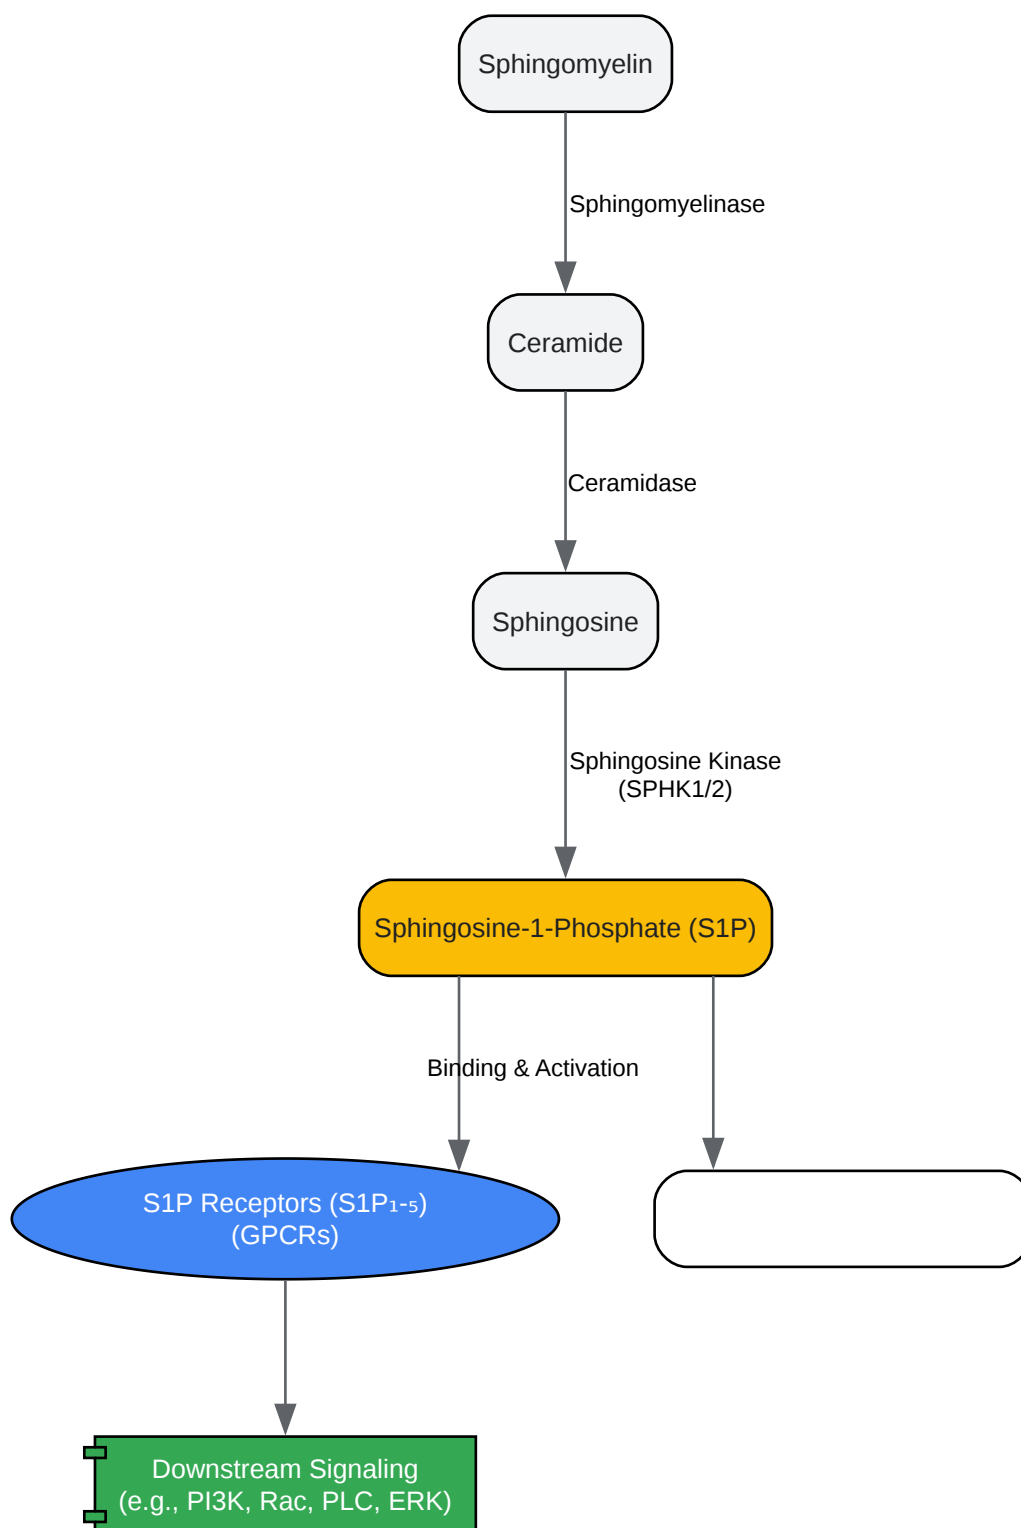 Sphingomyelin
Sphingomyelinase
Ceramide
Ceramidase
Sphingosine
Sphingosine Kinase
(SPHK1/2)
Sphingosine-1-Phosphate (S1P)
Binding & Activation
S1P Receptors (S1P₁-₅)
(GPCRs)
Downstream Signaling
(e.g., PI3K, Rac, PLC, ERK)